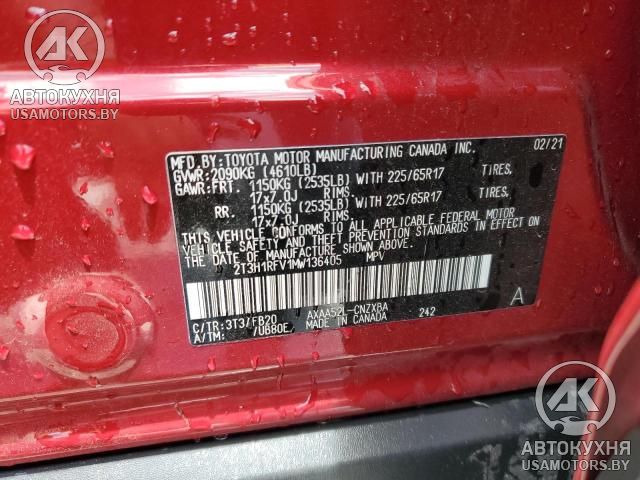 АК
АВТОКУХНЯ
USAMOTORS.BY
MFD.BY:TOYOTA MOTOR MANUFACTURING CANADA INC. 02/21
GVWR:2090KG (4610LB)
GAWR:FRT. 1150KG (2535LB) WITH 225/65R17 TIRES.
17x7.0J RIMS
RR. 1150KG (2535LB) WITH 225/65R17 TIRES.
17x7.0J RIMS
THIS VEHICLE CONFORMS TO ALL APPLICABLE FEDERAL MOTOR
VEHICLE SAFETY AND THEFT PREVENTION STANDARDS IN EFFECT ON
THE DATE OF MANUFACTURE SHOWN ABOVE.
2T3H1RFV1MW136405 MPV
A
C/TR:3T3/FB20 AXAA52L-CNZXBA 242
A/TM: /UB80E, MADE IN CANADA
АК
АВТОКУХНЯ
USAMOTORS.BY